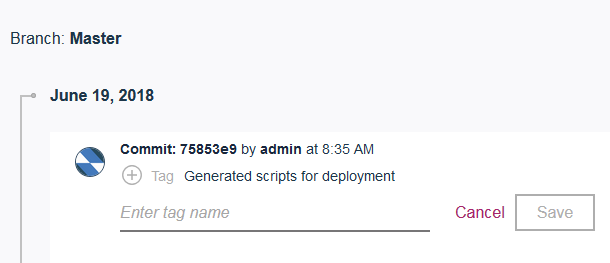 Branch: Master
June 19, 2018
Commit: 75853e9 by admin at 8:35 AM
Tag Generated scripts for deployment
Enter tag name Cancel Save